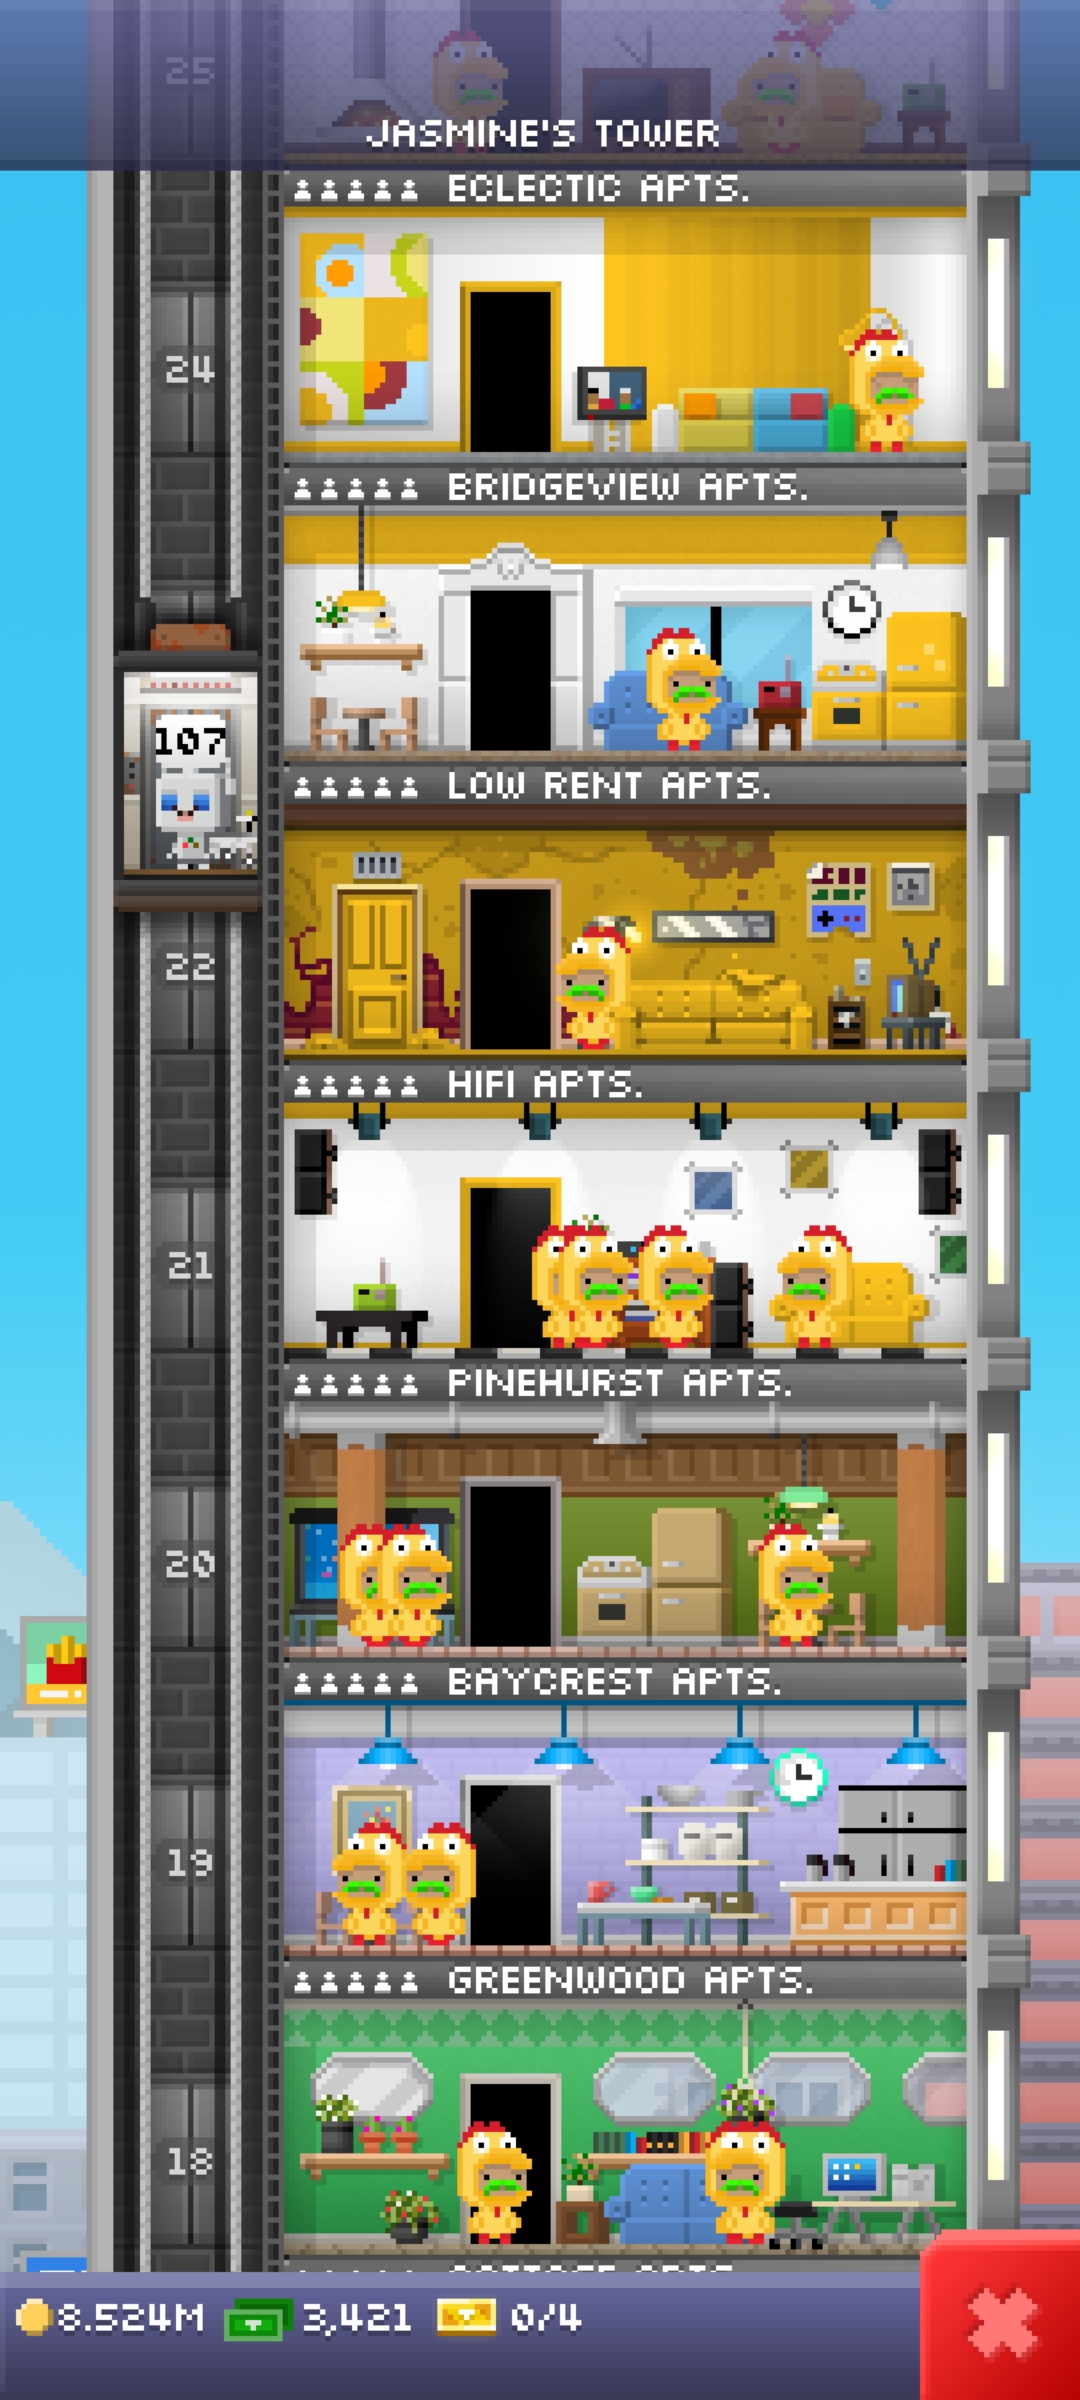 25
JASMINE'S TOWER
ECLECTIC APTS.
24
BRIDGEVIEW APTS.
107
LOW RENT APTS.
22
HIFI APTS.
21
PINEHURST APTS.
20
BAYCREST APTS.
19
GREENWOOD APTS.
18
8.524M 3,421 0/4